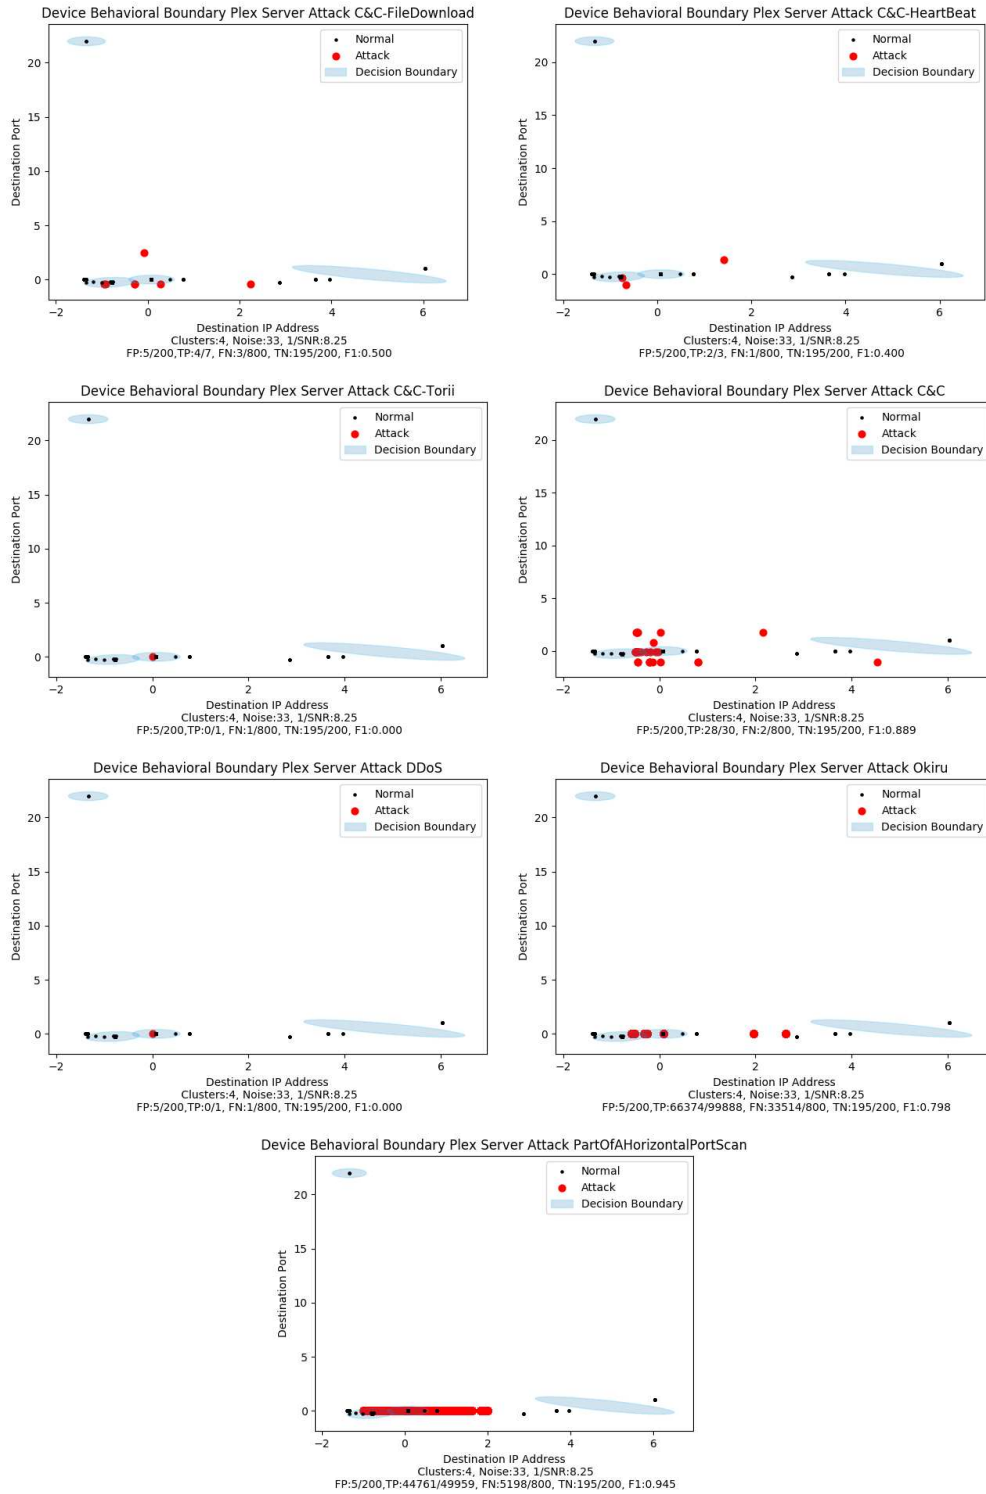 Device Behavioral Boundary Plex Server Attack C&C-FileDownload
Normal
Attack
Decision Boundary
20
15
10
5
0
Destination Port
−2
0
2
4
6
Destination IP Address
Clusters:4, Noise:33, 1/SNR:8.25
FP:5/200,TP:4/7, FN:3/800, TN:195/200, F1:0.500
Device Behavioral Boundary Plex Server Attack C&C-HeartBeat
Normal
Attack
Decision Boundary
20
15
10
5
0
Destination Port
−2
0
2
4
6
Destination IP Address
Clusters:4, Noise:33, 1/SNR:8.25
FP:5/200,TP:2/3, FN:1/800, TN:195/200, F1:0.400
Device Behavioral Boundary Plex Server Attack C&C-Torii
Normal
Attack
Decision Boundary
20
15
10
5
0
Destination Port
−2
0
2
4
6
Destination IP Address
Clusters:4, Noise:33, 1/SNR:8.25
FP:5/200,TP:0/1, FN:1/800, TN:195/200, F1:0.000
Device Behavioral Boundary Plex Server Attack C&C
Normal
Attack
Decision Boundary
20
15
10
5
0
Destination Port
−2
0
2
4
6
Destination IP Address
Clusters:4, Noise:33, 1/SNR:8.25
FP:5/200,TP:28/30, FN:2/800, TN:195/200, F1:0.889
Device Behavioral Boundary Plex Server Attack DDoS
Normal
Attack
Decision Boundary
20
15
10
5
0
Destination Port
−2
0
2
4
6
Destination IP Address
Clusters:4, Noise:33, 1/SNR:8.25
FP:5/200,TP:0/1, FN:1/800, TN:195/200, F1:0.000
Device Behavioral Boundary Plex Server Attack Okiru
Normal
Attack
Decision Boundary
20
15
10
5
0
Destination Port
−2
0
2
4
6
Destination IP Address
Clusters:4, Noise:33, 1/SNR:8.25
FP:5/200,TP:66374/99888, FN:33514/800, TN:195/200, F1:0.798
Device Behavioral Boundary Plex Server Attack PartOfAHorizontalPortScan
Normal
Attack
Decision Boundary
20
15
10
5
0
Destination Port
−2
0
2
4
6
Destination IP Address
Clusters:4, Noise:33, 1/SNR:8.25
FP:5/200,TP:44761/49959, FN:5198/800, TN:195/200, F1:0.945